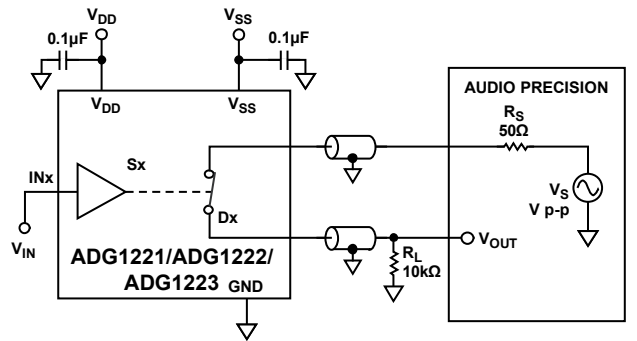 VDD
VSS
0.1µF
0.1µF
VDD
VSS
AUDIO PRECISION
RS
50Ω
INx
Sx
VS
V p-p
Dx
VIN
VOUT
ADG1221/ADG1222/
ADG1223
GND
RL
10kΩ